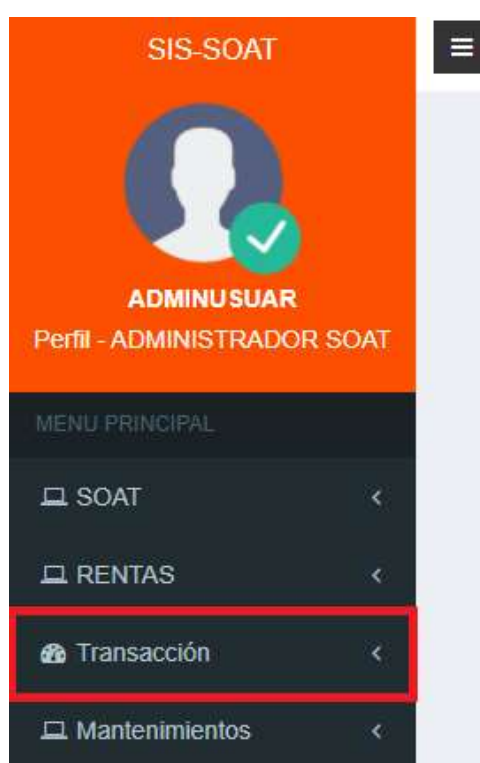 SIS-SOAT
ADMINUSUAR
Perfil - ADMINISTRADOR SOAT
MENU PRINCIPAL
SOAT
RENTAS
Transacción
Mantenimientos